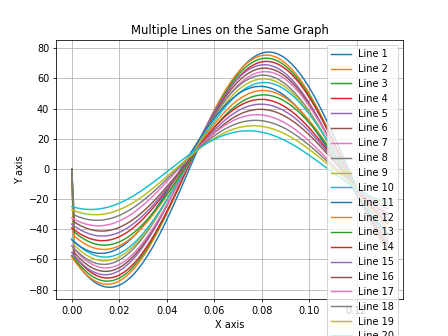 Multiple Lines on the Same Graph
80
60
40
20
0
−20
−40
−60
−80
Y axis
0.00
0.02
0.04
0.06
0.08
0.10
X axis
Line 1
Line 2
Line 3
Line 4
Line 5
Line 6
Line 7
Line 8
Line 9
Line 10
Line 11
Line 12
Line 13
Line 14
Line 15
Line 16
Line 17
Line 18
Line 19
Line 20